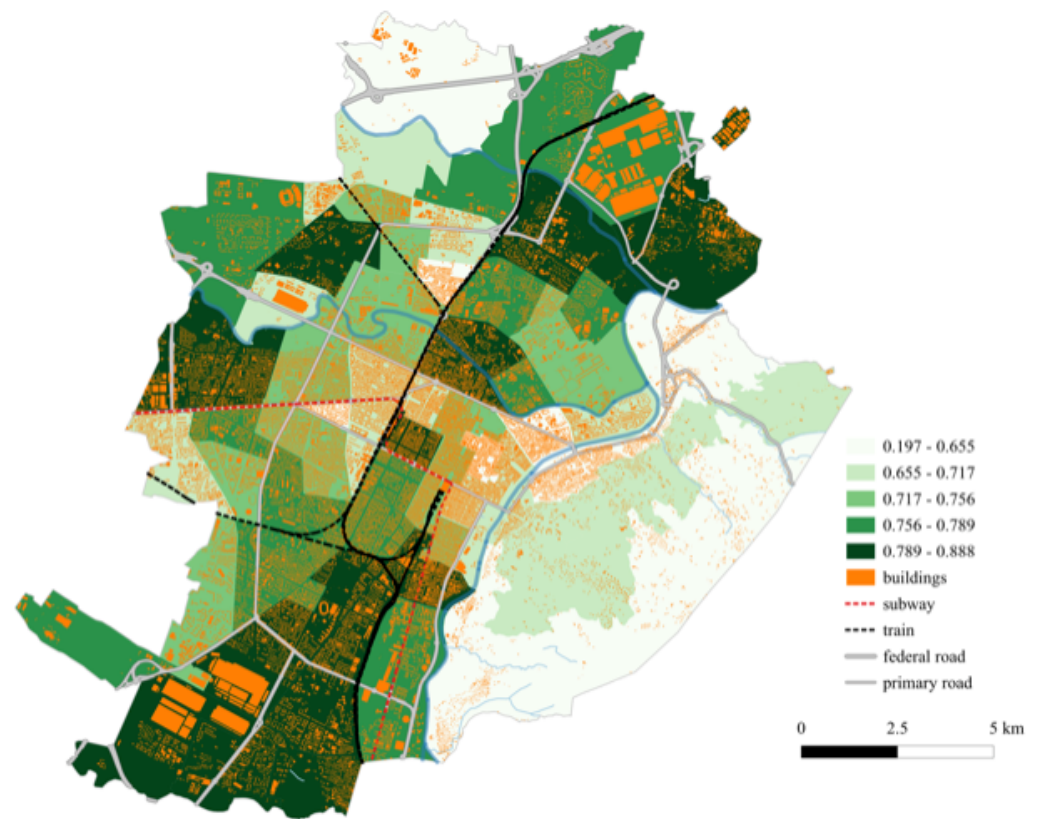 0.197 - 0.655
0.655 - 0.717
0.717 - 0.756
0.756 - 0.789
0.789 - 0.888
buildings
subway
train
federal road
primary road
0 2.5 5 km